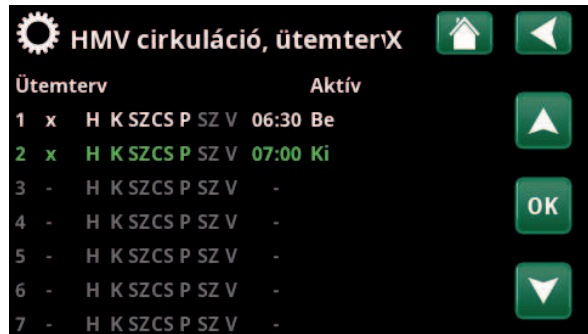 HMV cirkuláció, ütemterv X
Ütemterv Aktív
1 x H K SZ CS P SZ V 06:30 Be
2 x H K SZ CS P SZ V 07:00 Ki
3 - H K SZ CS P SZ V -
4 - H K SZ CS P SZ V -
OK
5 - H K SZ CS P SZ V -
6 - H K SZ CS P SZ V -
7 - H K SZ CS P SZ V -